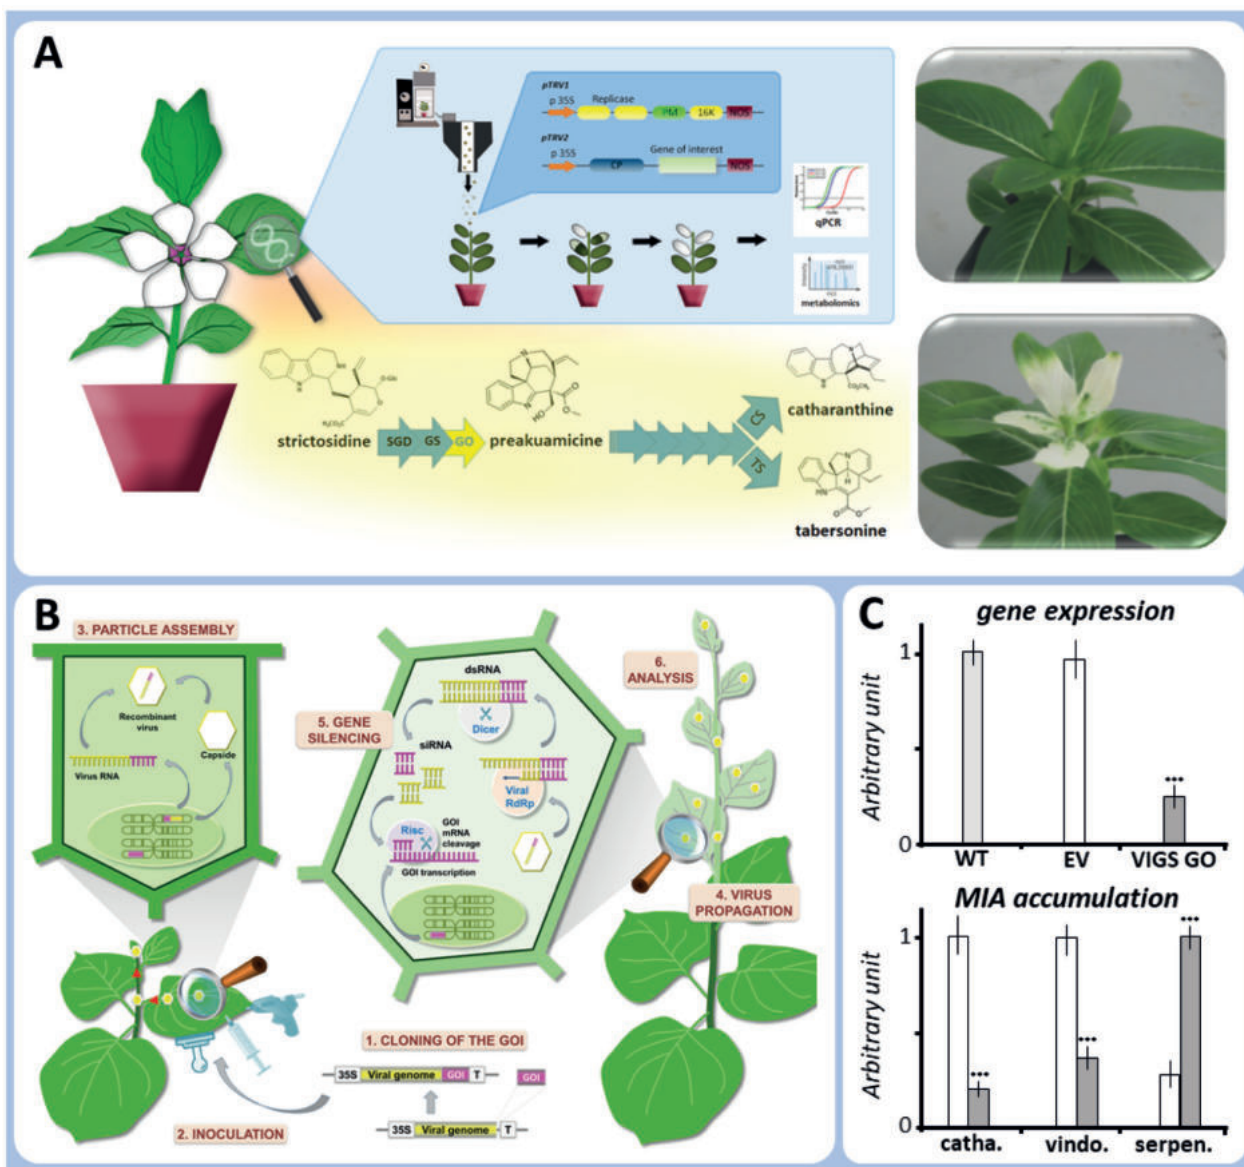 A
pTRV1
p 35S
Replicase
PM
16K
NOS
pTRV2
p 35S
CP
Gene of interest
NOS
qPCR
metabolomics
strictosidine
SGD
GS
GO
preakuamicine
CS
TS
catharanthine
tabersonine
B
3. PARTICLE ASSEMBLY
Recombinant
virus
Capside
Virus RNA
5. GENE
SILENCING
dsRNA
Dicer
siRNA
Viral
RdRp
Risc
GOI
mRNA
cleavage
GOI transcription
6.
ANALYSIS
4. VIRUS
PROPAGATION
1. CLONING OF THE GOI
35S Viral genome GOI T
GOI
35S Viral genome T
2. INOCULATION
C
gene expression
Arbitrary unit
1
0
•••
WT EV VIGS GO
MIA accumulation
Arbitrary unit
1
0
•••
•••
•••
catha. vindo. serpen.